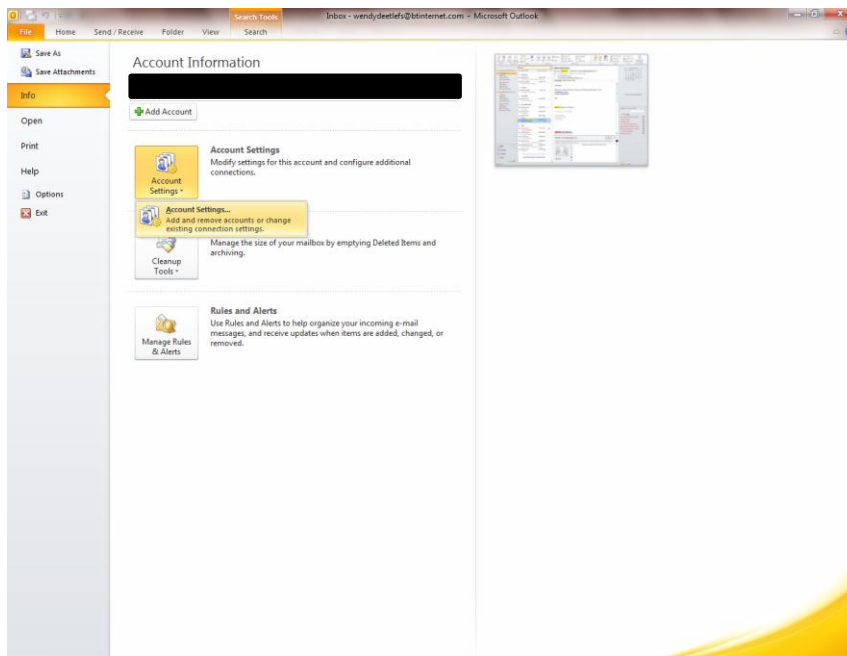 Search Tools
Inbox - wendydeetlefs@btinternet.com - Microsoft Outlook
File Home Send / Receive Folder View Search
Save As
Save Attachments
Info
Open
Print
Help
Options
Exit
Account Information
Add Account
Account Settings
Modify settings for this account and configure additional
connections.
Account
Settings
Account Settings...
Add and remove accounts or change
existing connection settings.
Manage the size of your mailbox by emptying Deleted Items and
archiving.
Cleanup
Tools
Rules and Alerts
Use Rules and Alerts to help organize your incoming e-mail
messages, and receive updates when items are added, changed, or
removed.
Manage Rules
& Alerts